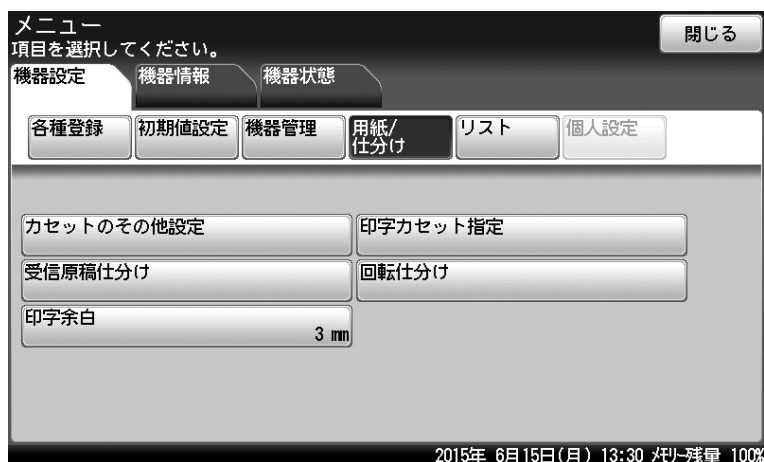 メニュー
項目を選択してください。
閉じる
機器設定
機器情報
機器状態
各種登録
初期値設定
機器管理
用紙/
仕分け
リスト
個人設定
カセットのその他設定
印字カセット指定
受信原稿仕分け
回転仕分け
印字余白
3 mm
2015年 6月15日(月) 13:30 ﾒﾓﾘｰ残量 100%